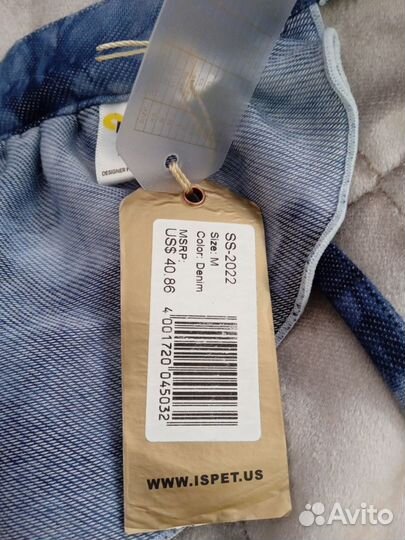 DESIGNER F
SS-2022
Size: M
Color: Denim
MSRP:
US$ 40.86
4 001720 045032
WWW.ISPET.US
Avito